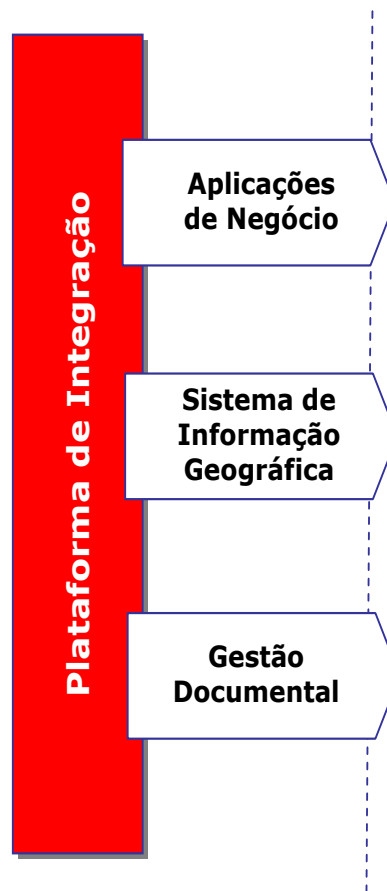 Plataforma de Integração
Aplicações
de Negócio
Sistema de
Informação
Geográfica
Gestão
Documental